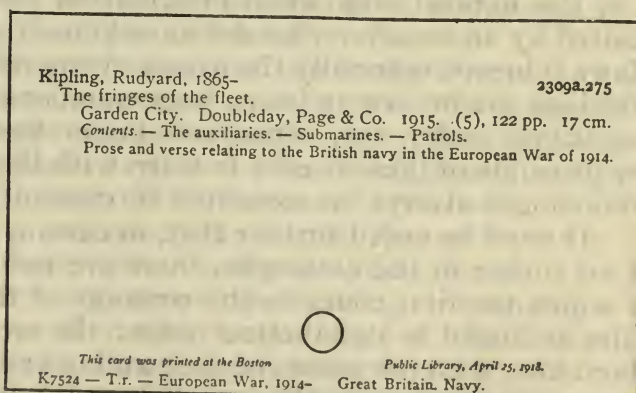 Kipling, Rudyard, 1865– 2309a.275
The fringes of the fleet.
Garden City. Doubleday, Page & Co. 1915. (5), 122 pp. 17 cm.
Contents. — The auxiliaries. — Submarines. — Patrols.
Prose and verse relating to the British navy in the European War of 1914.
This card was printed at the Boston Public Library, April 25, 1918.
K7524 — T.r. — European War, 1914– Great Britain. Navy.